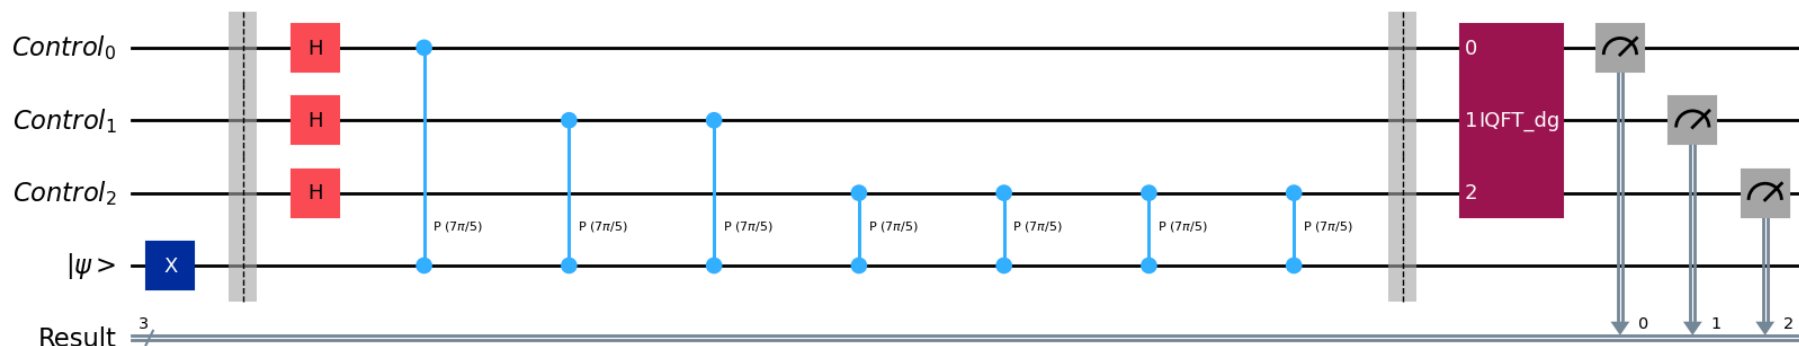 Control₀ H 0
Control₁ H 1 IQFT_dg
Control₂ H 2
P (7π/5) P (7π/5) P (7π/5) P (7π/5) P (7π/5) P (7π/5) P (7π/5)
|ψ > X
Result 3 0 1 2